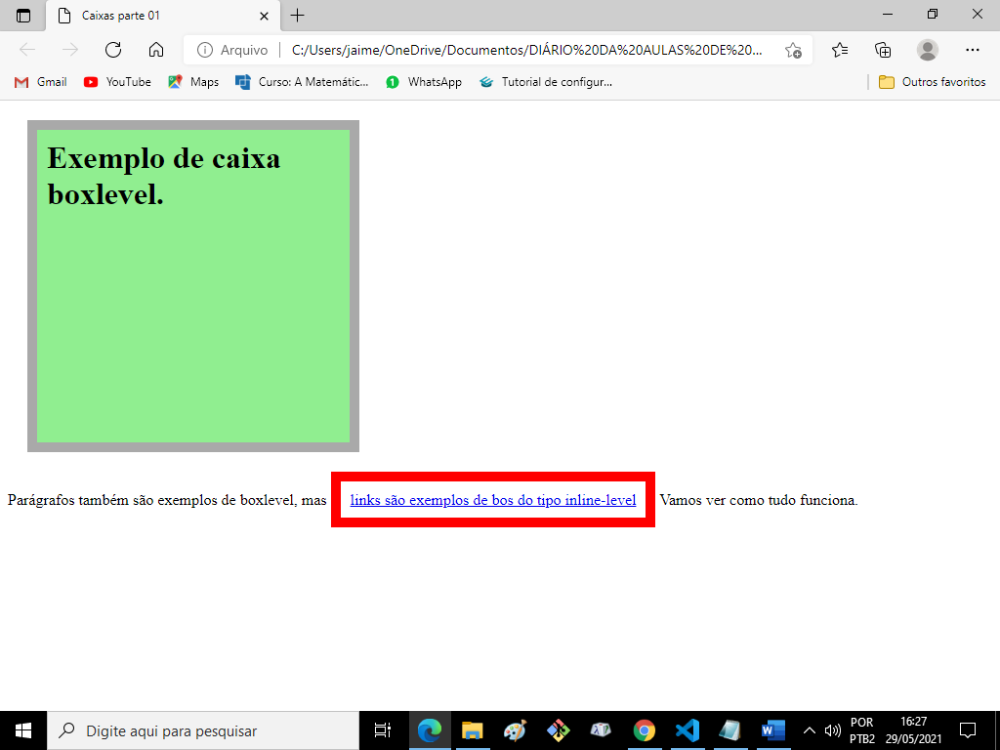 Caixas parte 01
Arquivo C:/Users/jaime/OneDrive/Documentos/DIÁRIO%20DA%20AULAS%20DE%20...
Gmail YouTube Maps Curso: A Matemátic... 1 WhatsApp Tutorial de configur... Outros favoritos
Exemplo de caixa
boxlevel.
Parágrafos também são exemplos de boxlevel, mas links são exemplos de bos do tipo inline-level Vamos ver como tudo funciona.
Digite aqui para pesquisar
POR 16:27
PTB2 29/05/2021